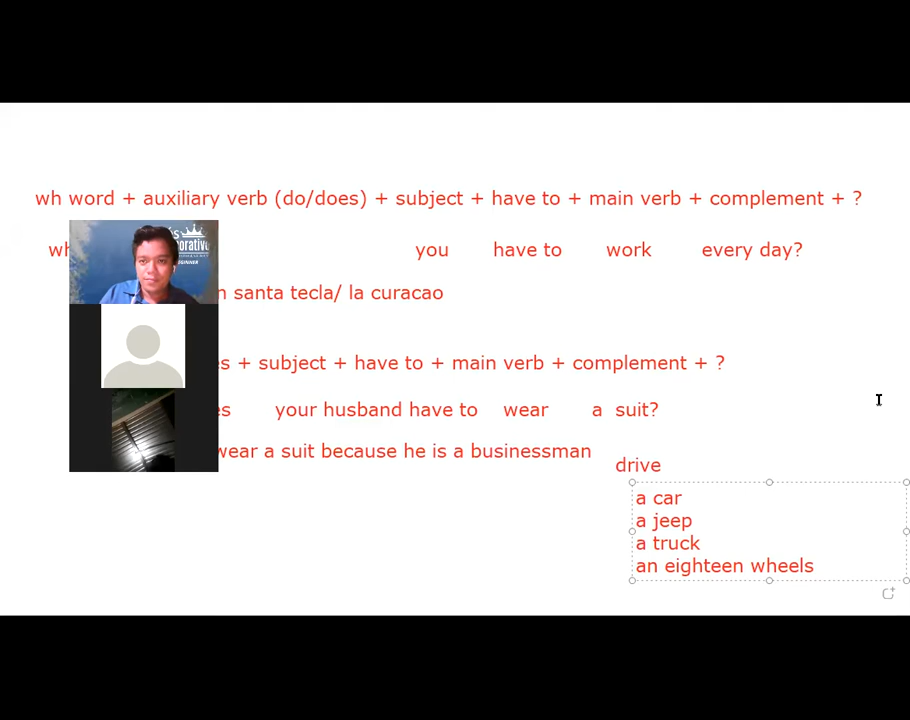 wh word + auxiliary verb (do/does) + subject + have to + main verb + complement + ?
you have to work every day?
santa tecla/ la curacao
+ subject + have to + main verb + complement + ?
your husband have to wear a suit?
wear a suit because he is a businessman
drive
a car
a jeep
a truck
an eighteen wheels